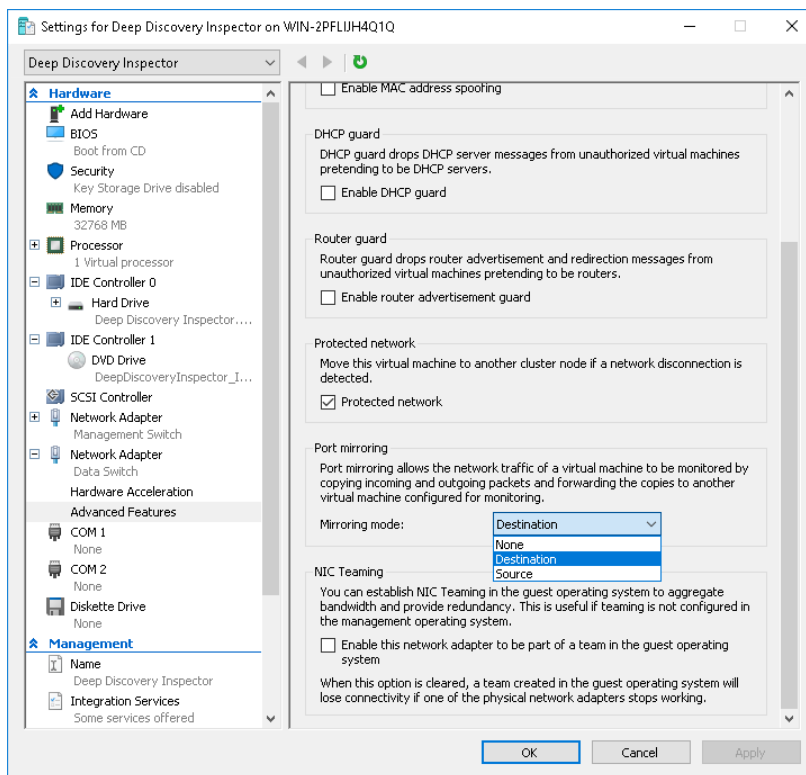 Settings for Deep Discovery Inspector on WIN-2PFLIJH4Q1Q
Deep Discovery Inspector
Hardware
Add Hardware
BIOS
Boot from CD
Security
Key Storage Drive disabled
Memory
32768 MB
Processor
1 Virtual processor
IDE Controller 0
Hard Drive
Deep Discovery Inspector....
IDE Controller 1
DVD Drive
DeepDiscoveryInspector_I...
SCSI Controller
Network Adapter
Management Switch
Network Adapter
Data Switch
Hardware Acceleration
Advanced Features
COM 1
None
COM 2
None
Diskette Drive
None
Management
Name
Deep Discovery Inspector
Integration Services
Some services offered
Enable MAC address spoofing
DHCP guard
DHCP guard drops DHCP server messages from unauthorized virtual machines
pretending to be DHCP servers.
Enable DHCP guard
Router guard
Router guard drops router advertisement and redirection messages from
unauthorized virtual machines pretending to be routers.
Enable router advertisement guard
Protected network
Move this virtual machine to another cluster node if a network disconnection is
detected.
Protected network
Port mirroring
Port mirroring allows the network traffic of a virtual machine to be monitored by
copying incoming and outgoing packets and forwarding the copies to another
virtual machine configured for monitoring.
Mirroring mode: Destination
None
Destination
Source
NIC Teaming
You can establish NIC Teaming in the guest operating system to aggregate
bandwidth and provide redundancy. This is useful if teaming is not configured in
the management operating system.
Enable this network adapter to be part of a team in the guest operating
system
When this option is cleared, a team created in the guest operating system will
lose connectivity if one of the physical network adapters stops working.
OK Cancel Apply